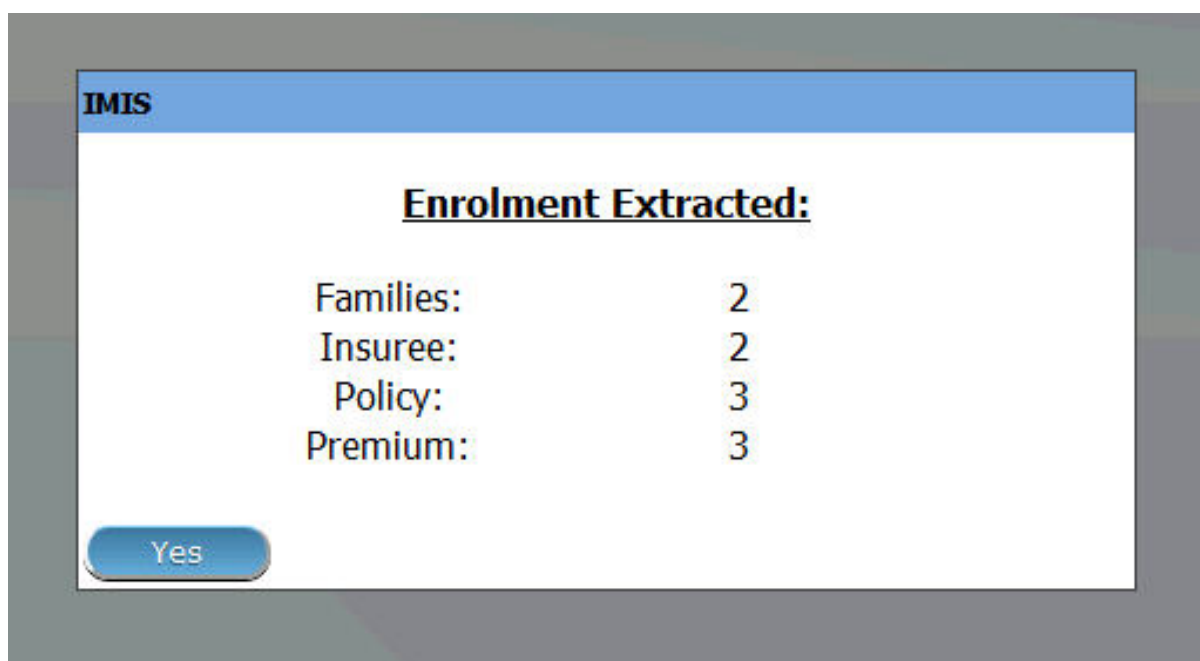 IMIS
Enrolment Extracted:
Families: 2
Insuree: 2
Policy: 3
Premium: 3
Yes